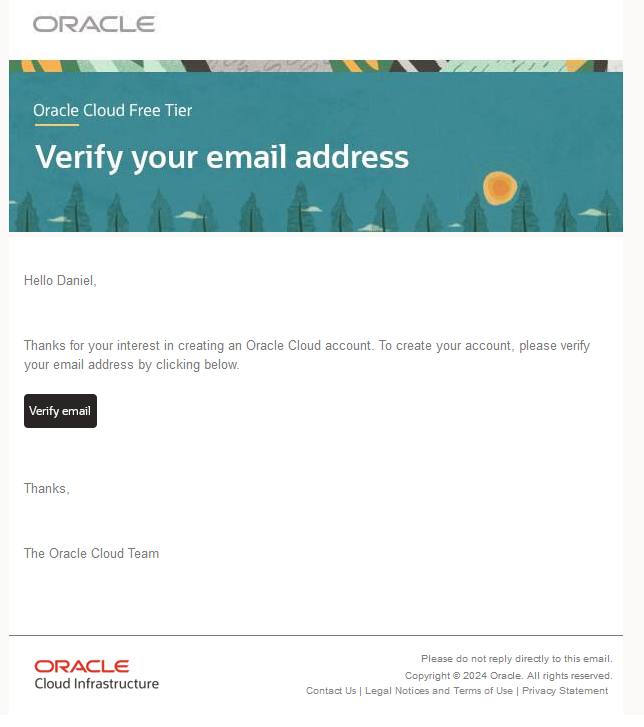 ORACLE
Oracle Cloud Free Tier
Verify your email address
Hello Daniel,
Thanks for your interest in creating an Oracle Cloud account. To create your account, please verify
your email address by clicking below.
Verify email
Thanks,
The Oracle Cloud Team
ORACLE
Cloud Infrastructure
Please do not reply directly to this email.
Copyright © 2024 Oracle. All rights reserved.
Contact Us | Legal Notices and Terms of Use | Privacy Statement